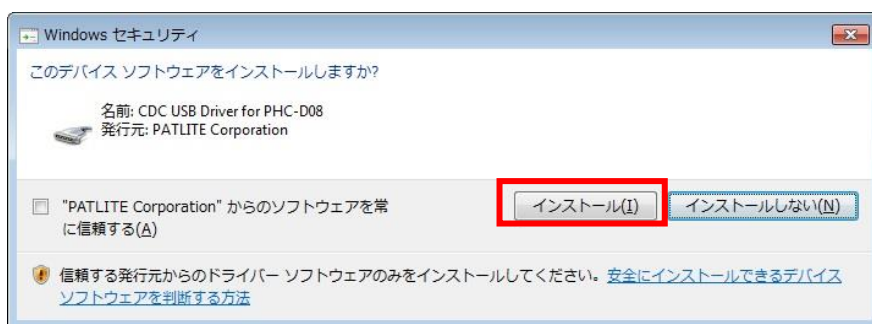 Windows セキュリティ
このデバイス ソフトウェアをインストールしますか?
名前: CDC USB Driver for PHC-D08
発行元: PATLITE Corporation
"PATLITE Corporation" からのソフトウェアを常
に信頼する(A)
インストール(I)
インストールしない(N)
信頼する発行元からのドライバー ソフトウェアのみをインストールしてください。安全にインストールできるデバイス
ソフトウェアを判断する方法